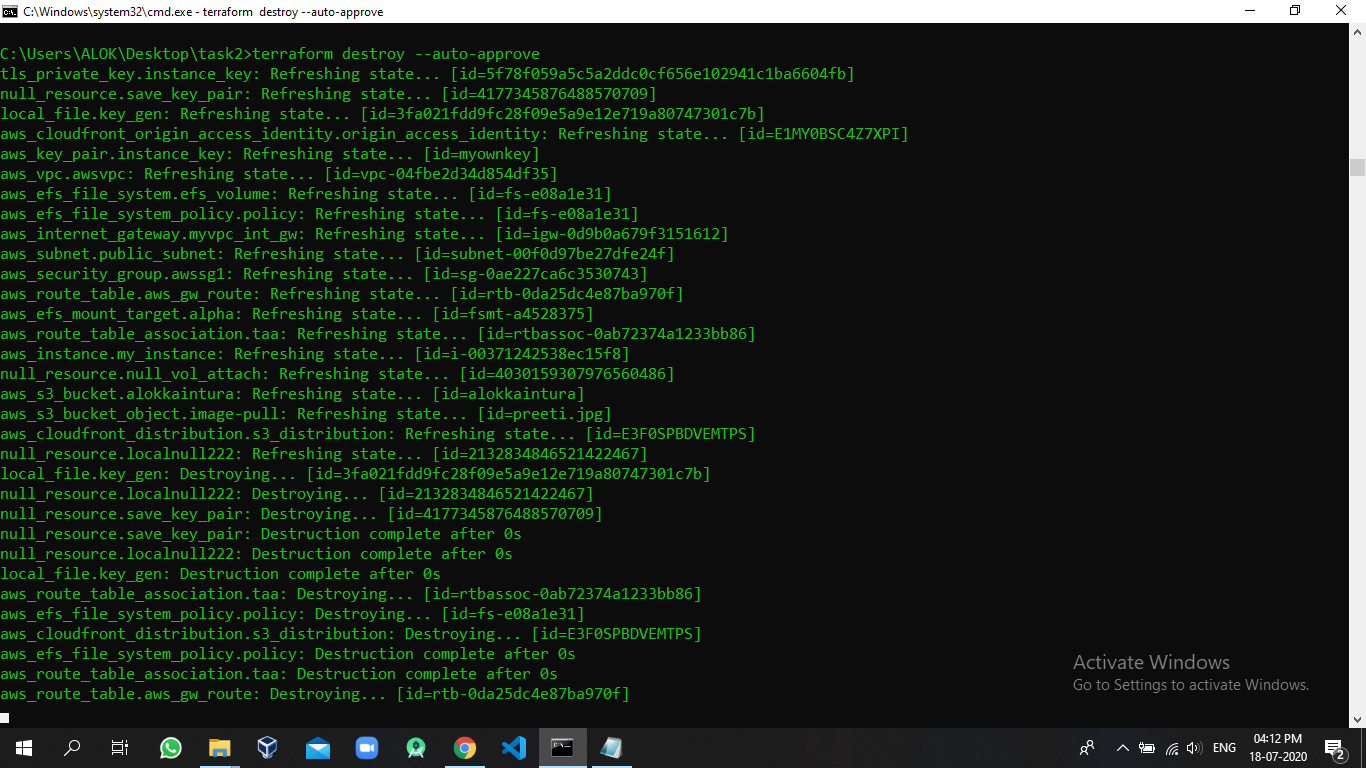 C:\Windows\system32\cmd.exe - terraform  destroy --auto-approve
C:\Users\ALOK\Desktop\task2>terraform destroy --auto-approve
tls_private_key.instance_key: Refreshing state... [id=5f78f059a5c5a2ddc0cf656e102941c1ba6604fb]
null_resource.save_key_pair: Refreshing state... [id=4177345876488570709]
local_file.key_gen: Refreshing state... [id=3fa021fdd9fc28f09e5a9e12e719a80747301c7b]
aws_cloudfront_origin_access_identity.origin_access_identity: Refreshing state... [id=E1MY0BSC4Z7XPI]
aws_key_pair.instance_key: Refreshing state... [id=myownkey]
aws_vpc.awsvpc: Refreshing state... [id=vpc-04fbe2d34d854df35]
aws_efs_file_system.efs_volume: Refreshing state... [id=fs-e08a1e31]
aws_efs_file_system_policy.policy: Refreshing state... [id=fs-e08a1e31]
aws_internet_gateway.myvpc_int_gw: Refreshing state... [id=igw-0d9b0a679f3151612]
aws_subnet.public_subnet: Refreshing state... [id=subnet-00f0d97be27dfe24f]
aws_security_group.awssg1: Refreshing state... [id=sg-0ae227ca6c3530743]
aws_route_table.aws_gw_route: Refreshing state... [id=rtb-0da25dc4e87ba970f]
aws_efs_mount_target.alpha: Refreshing state... [id=fsmt-a4528375]
aws_route_table_association.taa: Refreshing state... [id=rtbassoc-0ab72374a1233bb86]
aws_instance.my_instance: Refreshing state... [id=i-00371242538ec15f8]
null_resource.null_vol_attach: Refreshing state... [id=4030159307976560486]
aws_s3_bucket.alokkaintura: Refreshing state... [id=alokkaintura]
aws_s3_bucket_object.image-pull: Refreshing state... [id=preeti.jpg]
aws_cloudfront_distribution.s3_distribution: Refreshing state... [id=E3F0SPBDVEMTPS]
null_resource.localnull222: Refreshing state... [id=2132834846521422467]
local_file.key_gen: Destroying... [id=3fa021fdd9fc28f09e5a9e12e719a80747301c7b]
null_resource.localnull222: Destroying... [id=2132834846521422467]
null_resource.save_key_pair: Destroying... [id=4177345876488570709]
null_resource.save_key_pair: Destruction complete after 0s
null_resource.localnull222: Destruction complete after 0s
local_file.key_gen: Destruction complete after 0s
aws_route_table_association.taa: Destroying... [id=rtbassoc-0ab72374a1233bb86]
aws_efs_file_system_policy.policy: Destroying... [id=fs-e08a1e31]
aws_cloudfront_distribution.s3_distribution: Destroying... [id=E3F0SPBDVEMTPS]
aws_efs_file_system_policy.policy: Destruction complete after 0s
aws_route_table_association.taa: Destruction complete after 0s
aws_route_table.aws_gw_route: Destroying... [id=rtb-0da25dc4e87ba970f]
Activate Windows
Go to Settings to activate Windows.
ENG
04:12 PM
18-07-2020
2